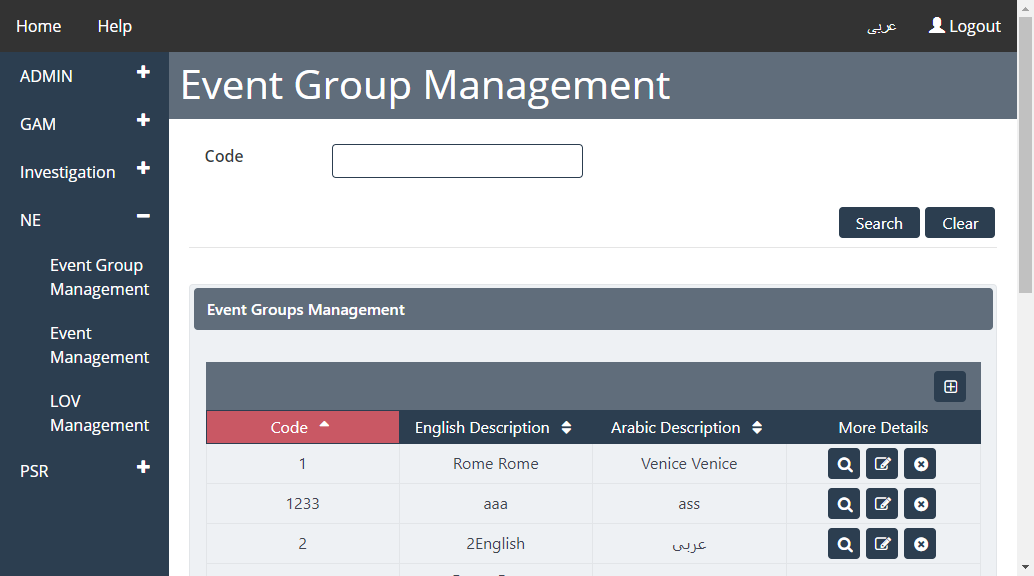 Home Help عربى Logout
ADMIN
GAM
Investigation
NE
Event Group
Management
Event
Management
LOV
Management
PSR
Event Group Management
Code
Search Clear
Event Groups Management
Code English Description Arabic Description More Details
1 Rome Rome Venice Venice
1233 aaa ass
2 2English عربى